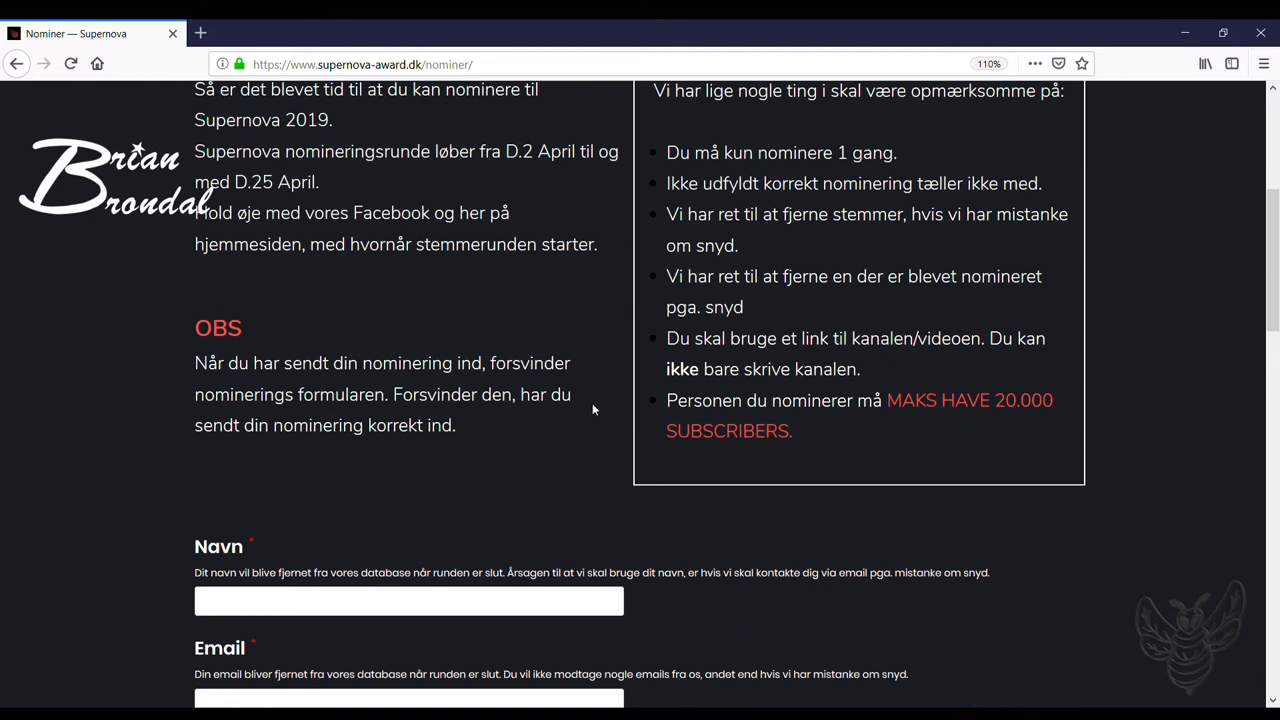 Nominer — Supernova
https://www.supernova-award.dk/nominer/
110%
Så er det blevet tid til at du kan nominere til
Supernova 2019.
Supernova nomineringsrunde løber fra D.2 April til og
med D.25 April.
Hold øje med vores Facebook og her på
hjemmesiden, med hvornår stemmerunden starter.
Brian
Brondal
OBS
Når du har sendt din nominering ind, forsvinder
nominerings formularen. Forsvinder den, har du
sendt din nominering korrekt ind.
Vi har lige nogle ting i skal være opmærksomme på:
Du må kun nominere 1 gang.
Ikke udfyldt korrekt nominering tæller ikke med.
Vi har ret til at fjerne stemmer, hvis vi har mistanke
om snyd.
Vi har ret til at fjerne en der er blevet nomineret
pga. snyd
Du skal bruge et link til kanalen/videoen. Du kan
ikke bare skrive kanalen.
Personen du nominerer må MAKS HAVE 20.000
SUBSCRIBERS.
Navn *
Dit navn vil blive fjernet fra vores database når runden er slut. Årsagen til at vi skal bruge dit navn, er hvis vi skal kontakte dig via email pga. mistanke om snyd.
Email *
Din email bliver fjernet fra vores database når runden er slut. Du vil ikke modtage nogle emails fra os, andet end hvis vi har mistanke om snyd.